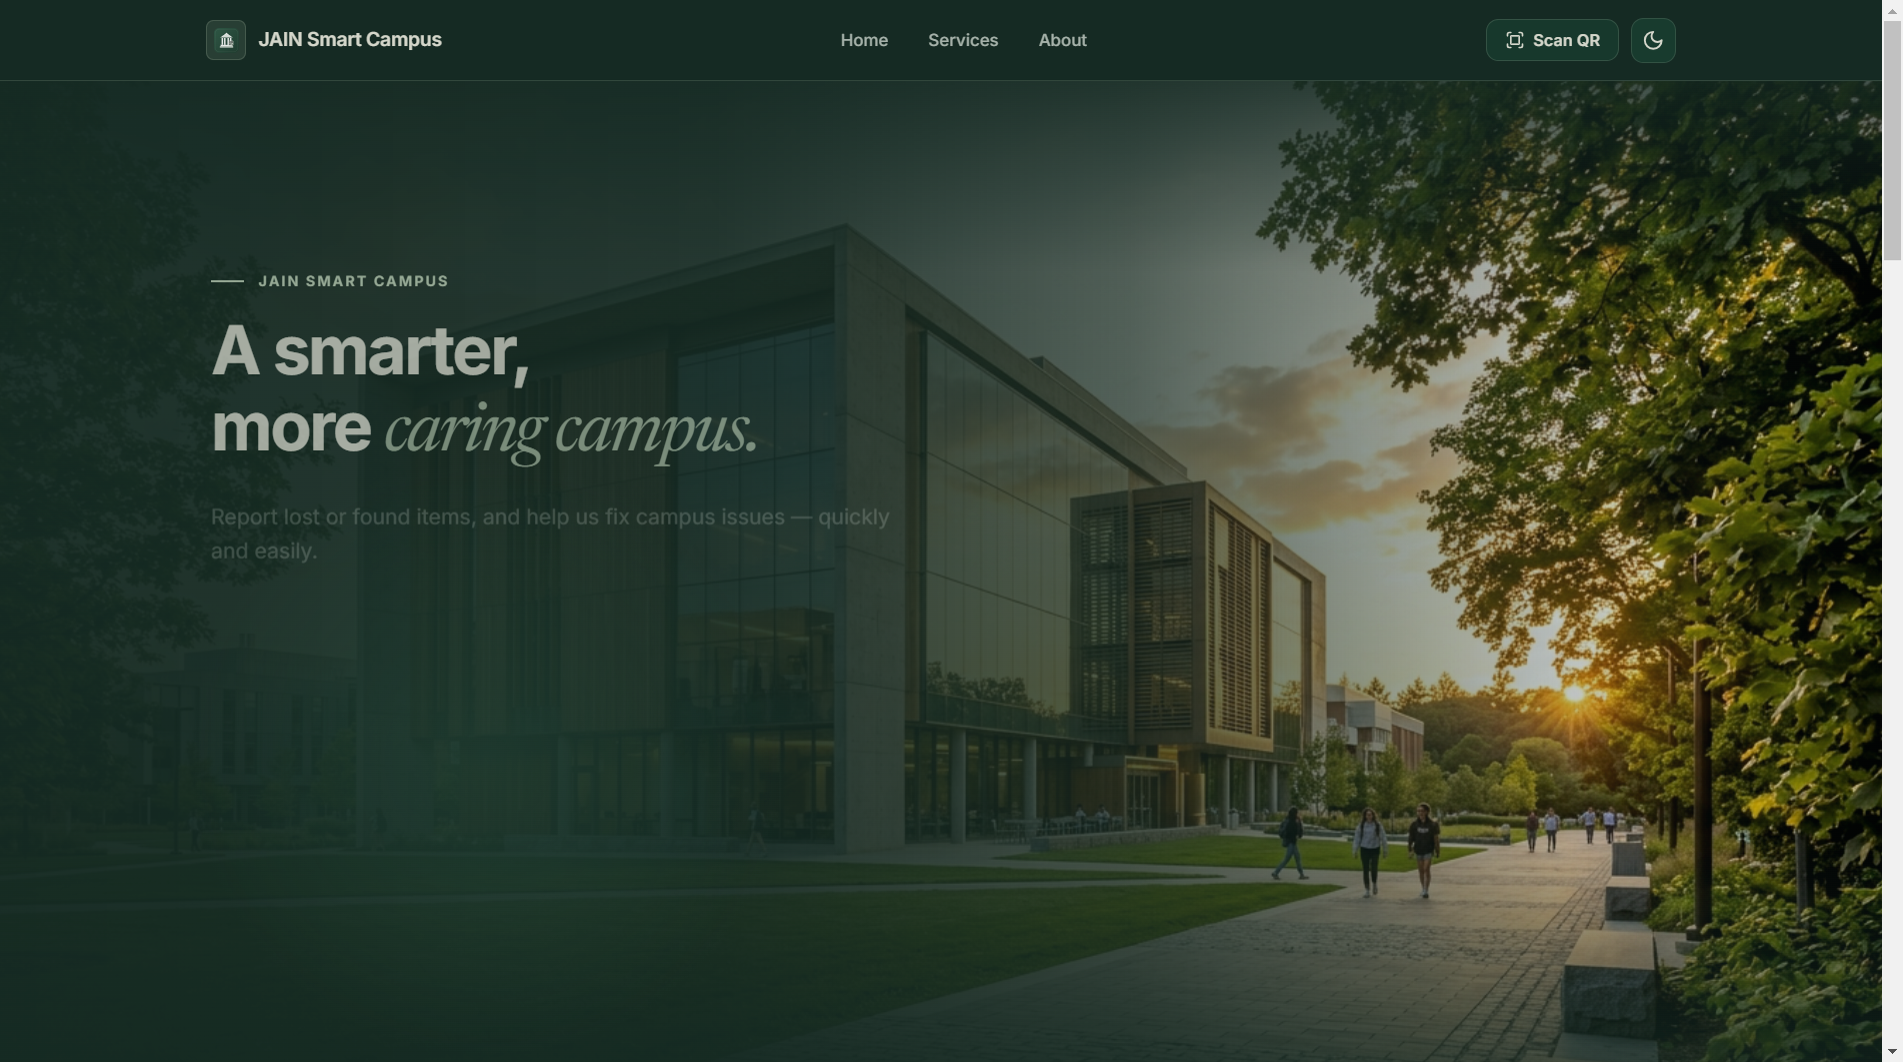 JAIN Smart Campus
Home
Services
About
Scan QR
JAIN SMART CAMPUS
A smarter,
more caring campus.
Report lost or found items, and help us fix campus issues — quickly
and easily.